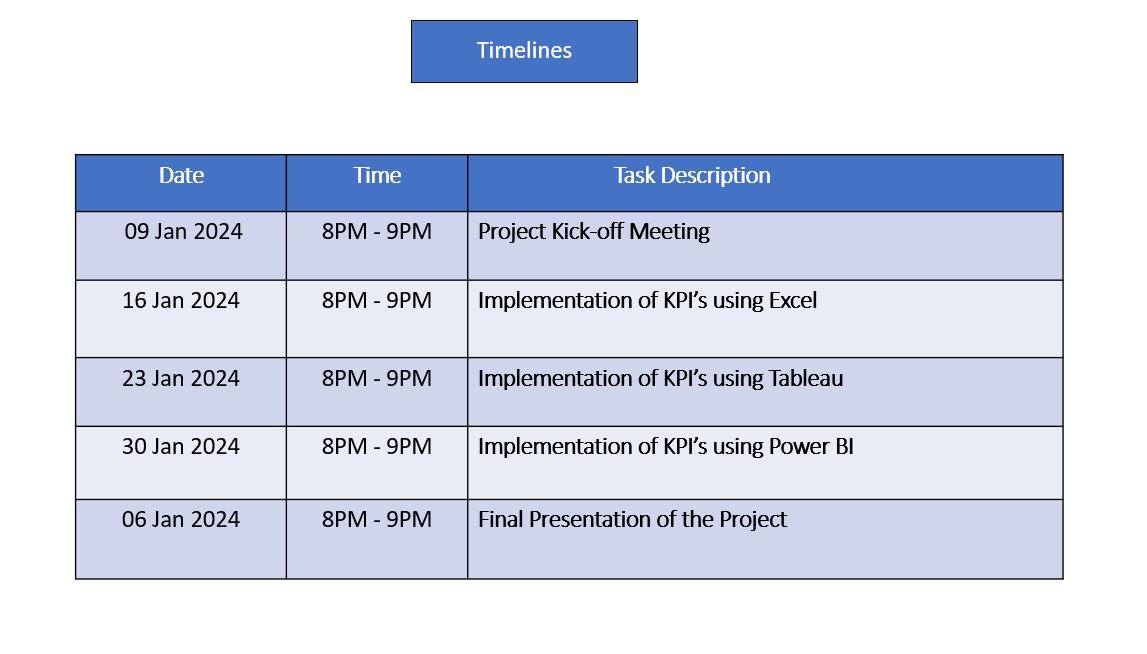 Timelines
Date Time Task Description
09 Jan 2024 8PM - 9PM Project Kick-off Meeting
16 Jan 2024 8PM - 9PM Implementation of KPI’s using Excel
23 Jan 2024 8PM - 9PM Implementation of KPI’s using Tableau
30 Jan 2024 8PM - 9PM Implementation of KPI’s using Power BI
06 Jan 2024 8PM - 9PM Final Presentation of the Project